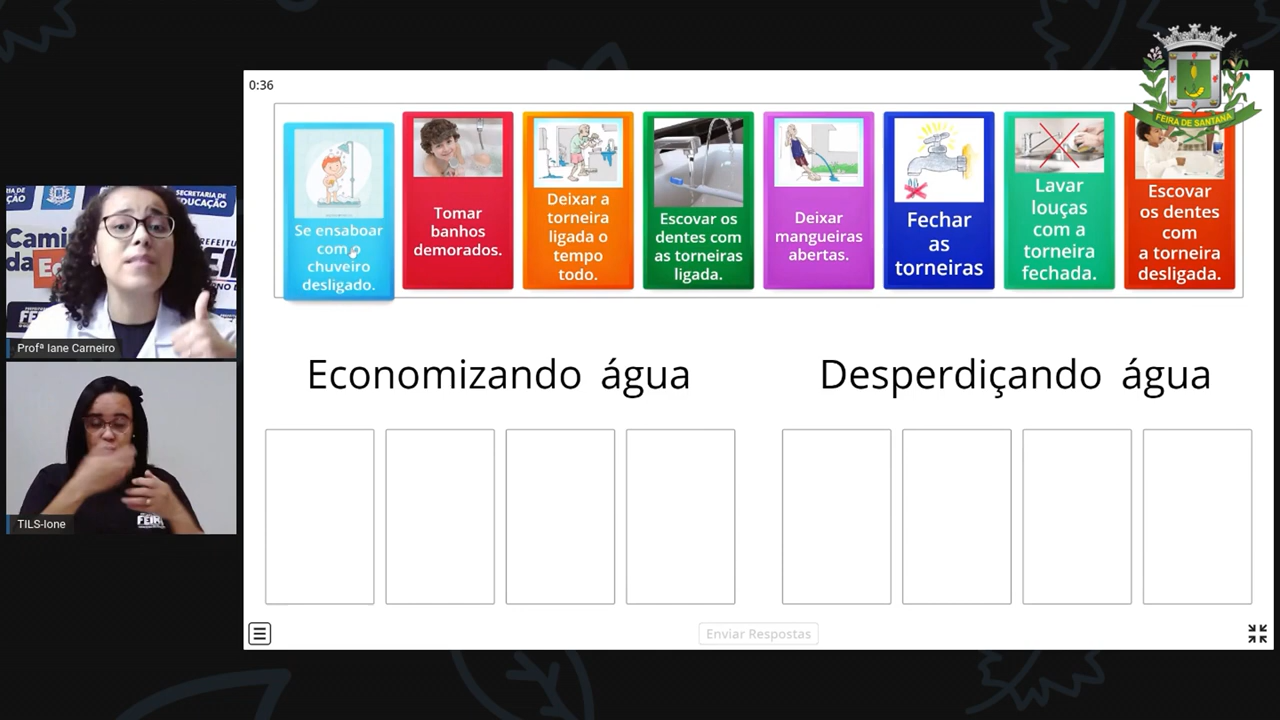 0:36
FEIRA DE SANTANA
Se ensaboar
com o
chuveiro
desligado.
Tomar
banhos
demorados.
Deixar a
torneira
ligada o
tempo
todo.
Escovar os
dentes com
as torneiras
ligada.
Deixar
mangueiras
abertas.
Fechar
as
torneiras
Lavar
louças
com a
torneira
fechada.
Escovar
os dentes
com
a torneira
desligada.
Economizando água
Desperdiçando água
Enviar Respostas
SECRETARIA DE
EDUCAÇÃO
Profª Iane Carneiro
FEIR
TILS-Ione